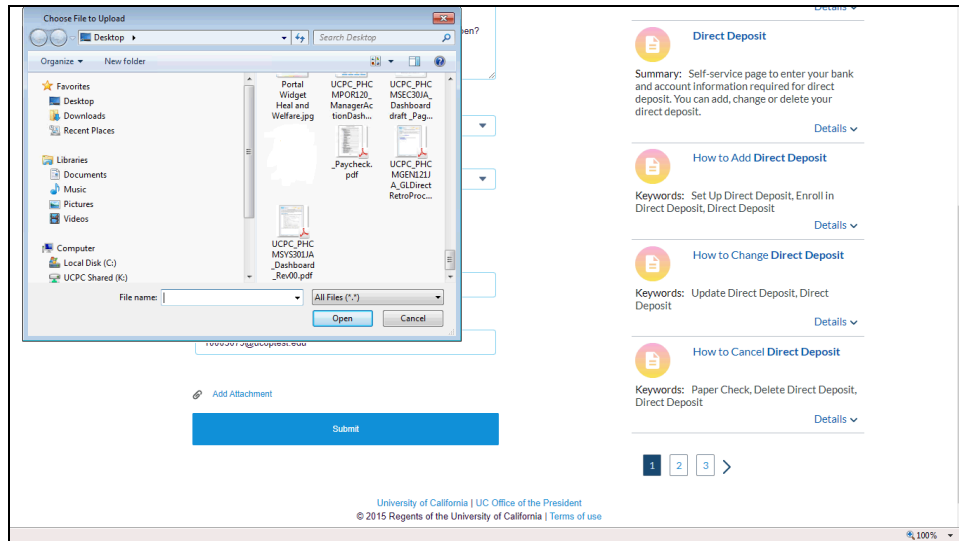 Choose File to Upload
Desktop
Search Desktop
Organize
New folder
Favorites
Desktop
Downloads
Recent Places
Libraries
Documents
Music
Pictures
Videos
Computer
Local Disk (C:)
UCPC Shared (K:)
Portal
Widget
Heal and
Welfare.jpg
UCPC_PHC
MPOR120_
ManagerAc
tionDash...
UCPC_PHC
MSEC30JA_
Dashboard
draft _Pag...
_Paycheck.
pdf
UCPC_PHC
MGEN121J
A_GLDirect
RetroProc...
UCPC_PHC
MSYS301JA
_Dashboard
_Rev00.pdf
File name:
All Files (*.*)
Open
Cancel
Add Attachment
Submit
Details
Direct Deposit
Summary: Self-service page to enter your bank
and account information required for direct
deposit. You can add, change or delete your
direct deposit.
Details
How to Add Direct Deposit
Keywords: Set Up Direct Deposit, Enroll in
Direct Deposit, Direct Deposit
Details
How to Change Direct Deposit
Keywords: Update Direct Deposit, Direct
Deposit
Details
How to Cancel Direct Deposit
Keywords: Paper Check, Delete Direct Deposit,
Direct Deposit
Details
1 2 3
University of California | UC Office of the President
© 2015 Regents of the University of California | Terms of use
100%